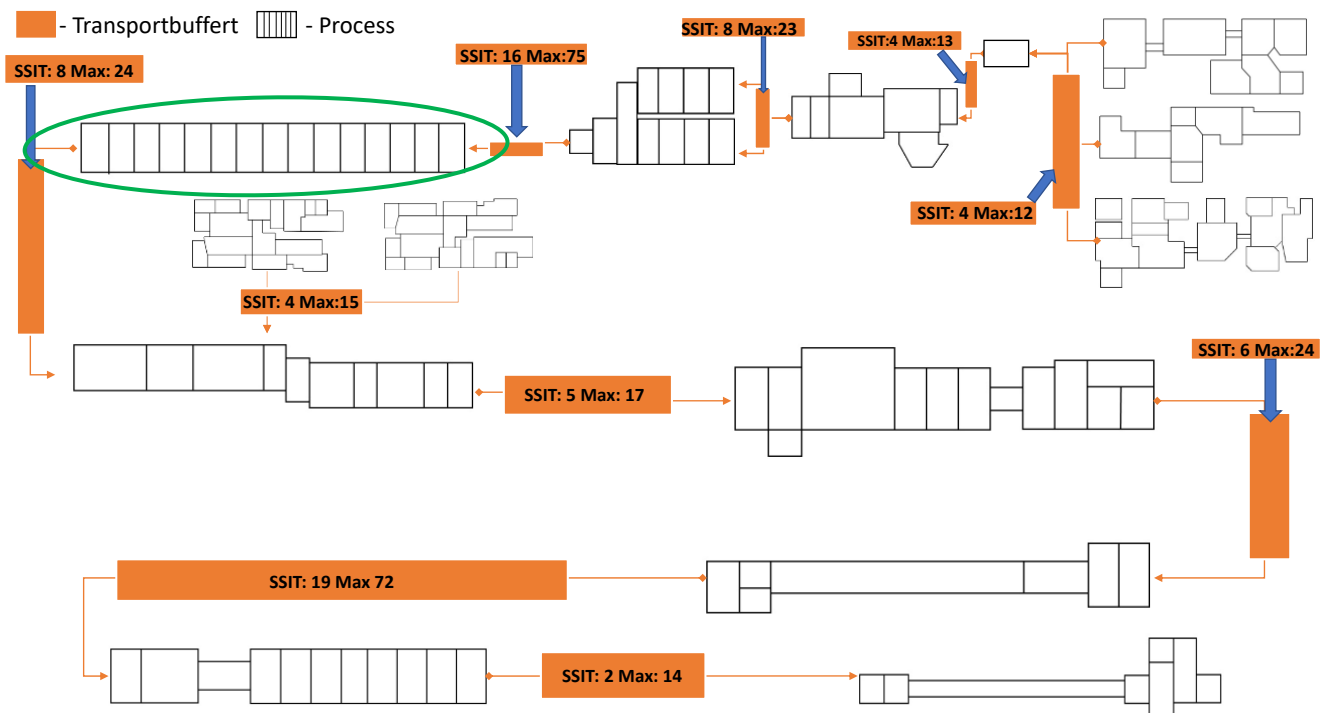 - Transportbuffert
- Process
SSIT: 8 Max: 24
SSIT: 16 Max:75
SSIT: 8 Max:23
SSIT:4 Max:13
SSIT: 4 Max:12
SSIT: 4 Max:15
SSIT: 5 Max: 17
SSIT: 6 Max:24
SSIT: 19 Max 72
SSIT: 2 Max: 14